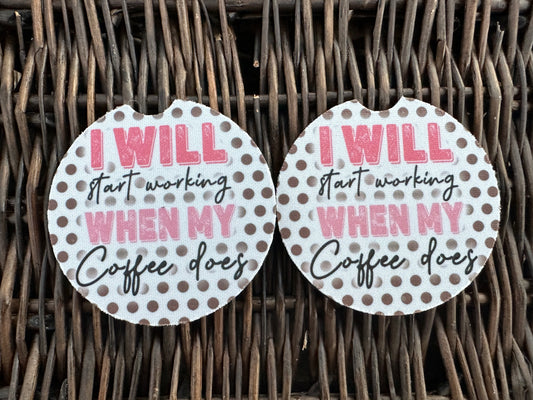 I WILL
start working
WHEN MY
Coffee does
I WILL
start working
WHEN MY
Coffee does